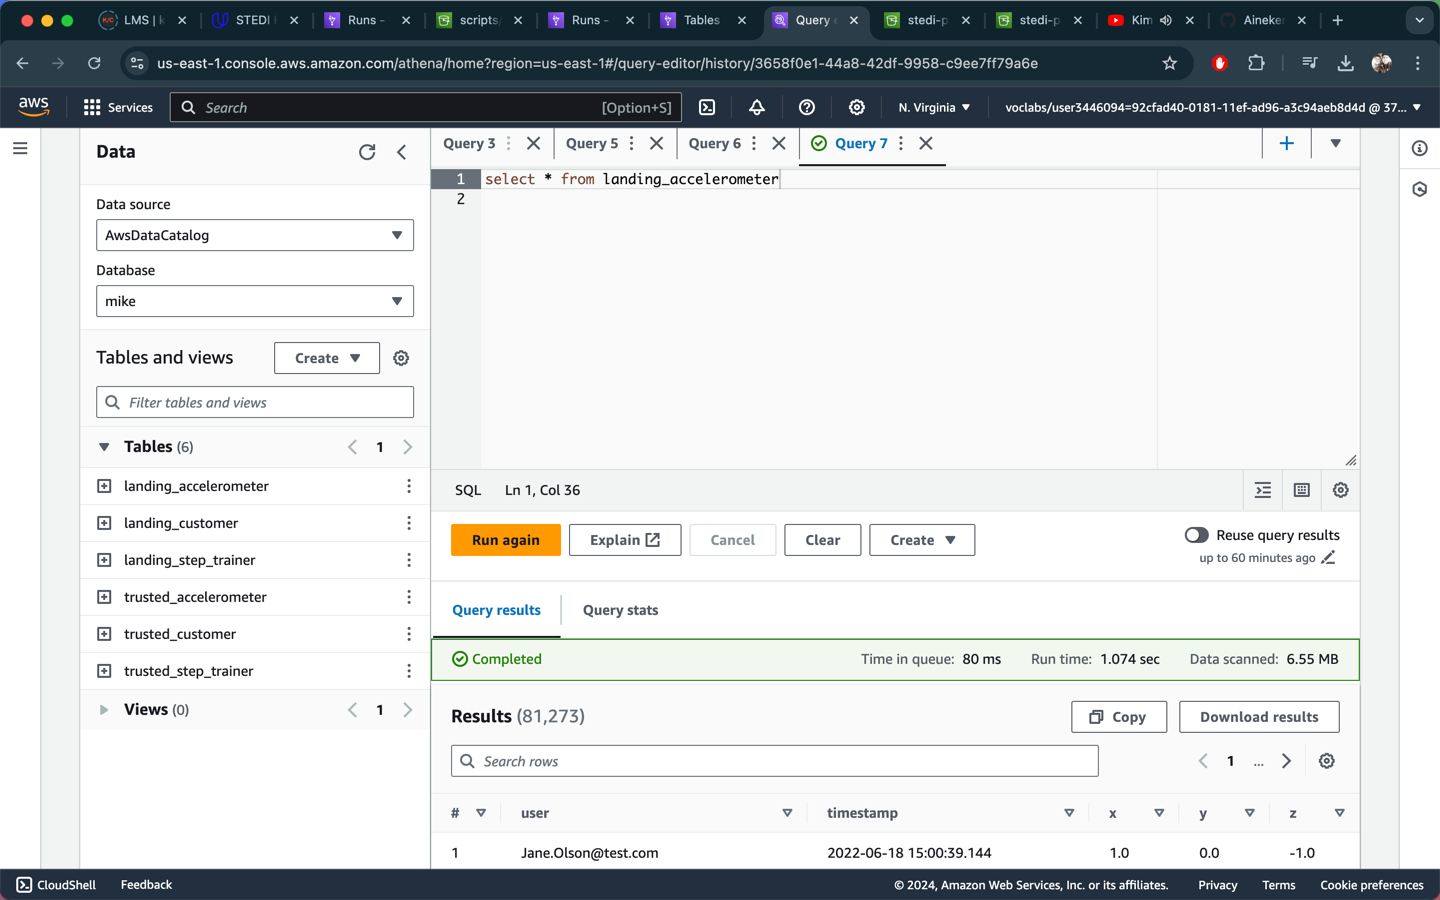 LMS | k
STEDI
Runs -
scripts/
Runs -
Tables
Query
stedi-p
stedi-p
Kim
Aineker
us-east-1.console.aws.amazon.com/athena/home?region=us-east-1#/query-editor/history/3658f0e1-44a8-42df-9958-c9ee7ff79a6e
aws
Services
Search
[Option+S]
N. Virginia
voclabs/user3446094=92cfad40-0181-11ef-ad96-a3c94aeb8d4d @ 37...
Data
Data source
AwsDataCatalog
Database
mike
Tables and views
Create
Filter tables and views
Tables (6)
1
landing_accelerometer
landing_customer
landing_step_trainer
trusted_accelerometer
trusted_customer
trusted_step_trainer
Views (0)
1
Query 3
Query 5
Query 6
Query 7
1 select * from landing_accelerometer
2
SQL Ln 1, Col 36
Run again
Explain
Cancel
Clear
Create
Reuse query results
up to 60 minutes ago
Query results
Query stats
Completed
Time in queue: 80 ms
Run time: 1.074 sec
Data scanned: 6.55 MB
Results (81,273)
Copy
Download results
Search rows
1 ...
# user timestamp x y z
1 Jane.Olson@test.com 2022-06-18 15:00:39.144 1.0 0.0 -1.0
CloudShell
Feedback
© 2024, Amazon Web Services, Inc. or its affiliates.
Privacy
Terms
Cookie preferences